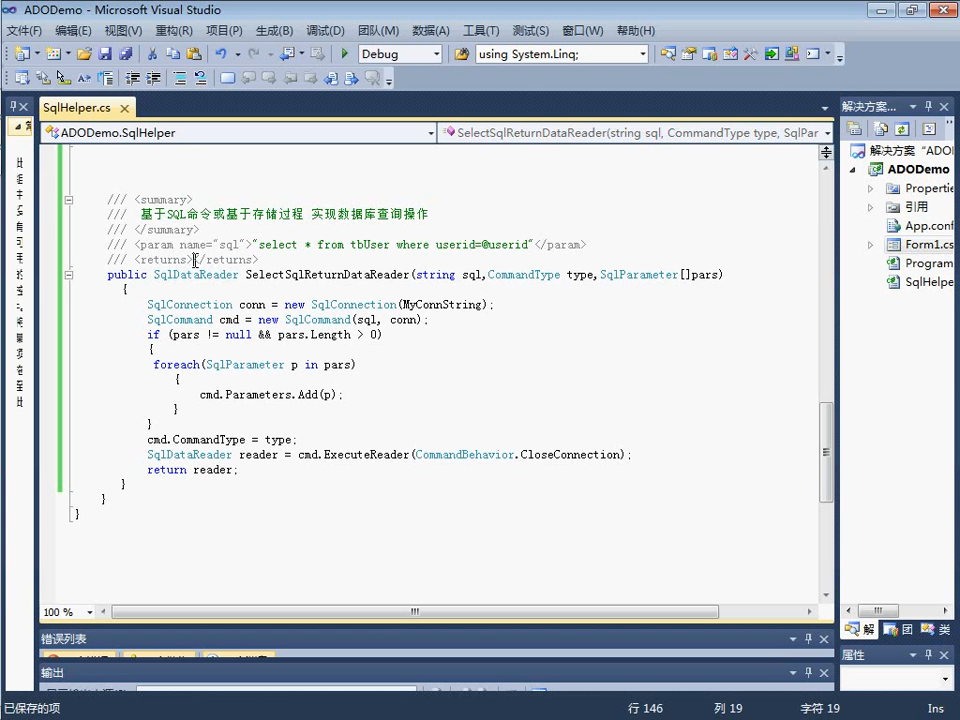 ADODemo - Microsoft Visual Studio
文件(F) 编辑(E) 视图(V) 重构(R) 项目(P) 生成(B) 调试(D) 团队(M) 数据(A) 工具(T) 测试(S) 窗口(W) 帮助(H)
Debug using System.Linq;
SqlHelper.cs
解决方案...
ADODemo.SqlHelper
SelectSqlReturnDataReader(string sql, CommandType type, SqlPar
/// <summary>
/// 基于SQL命令或基于存储过程 实现数据库查询操作
/// </summary>
/// <param name="sql">"select * from tbUser where userid=@userid"</param>
/// <returns></returns>
public SqlDataReader SelectSqlReturnDataReader(string sql,CommandType type,SqlParameter[]pars)
{
SqlConnection conn = new SqlConnection(MyConnString);
SqlCommand cmd = new SqlCommand(sql, conn);
if (pars != null && pars.Length > 0)
{
foreach(SqlParameter p in pars)
{
cmd.Parameters.Add(p);
}
}
cmd.CommandType = type;
SqlDataReader reader = cmd.ExecuteReader(CommandBehavior.CloseConnection);
return reader;
}
}
}
解决方案 "ADO
ADODemo
Propertie
引用
App.conf
Form1.cs
Program
SqlHelpe
100 %
解 团 类
错误列表
属性
输出
已保存的项 行 146 列 19 字符 19 Ins